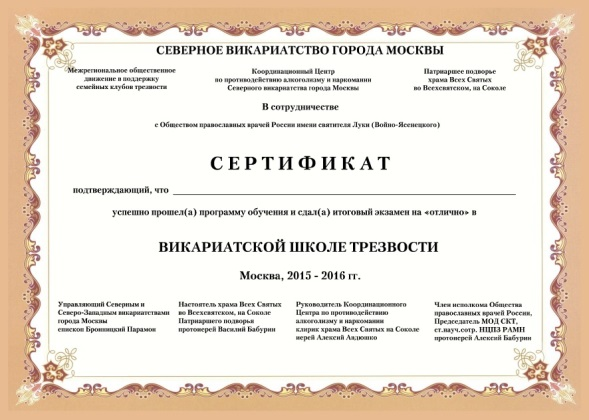 СЕВЕРНОЕ ВИКАРИАТСТВО ГОРОДА МОСКВЫ
Межрегиональное общественное
движение в поддержку
семейных клубов трезвости
Координационный Центр
по противодействию алкоголизму и наркомании
Северного викариатства города Москвы
Патриаршее подворье
храма Всех Святых
во Всехсвятском, на Соколе
В сотрудничестве
с Обществом православных врачей России имени святителя Луки (Войно-Ясенецкого)
СЕРТИФИКАТ
подтверждающий, что
успешно прошел(а) программу обучения и сдал(а) итоговый экзамен на «отлично» в
ВИКАРИАТСКОЙ ШКОЛЕ ТРЕЗВОСТИ
Москва, 2015 - 2016 гг.
Управляющий Северным и
Северо-Западным викариатствами
города Москвы
епископ Бронницкий Парамон
Настоятель храма Всех Святых
во Всехсвятском, на Соколе
Патриаршего подворья
протоиерей Василий Бабурин
Руководитель Координационного
Центра по противодействию
алкоголизму и наркомании
клирик храма Всех Святых на Соколе
иерей Алексий Авдюшко
Член исполкома Общества
православных врачей России,
Председатель МОД СКТ,
ст.науч.сотр. НЦПЗ РАМН
протоиерей Алексий Бабурин